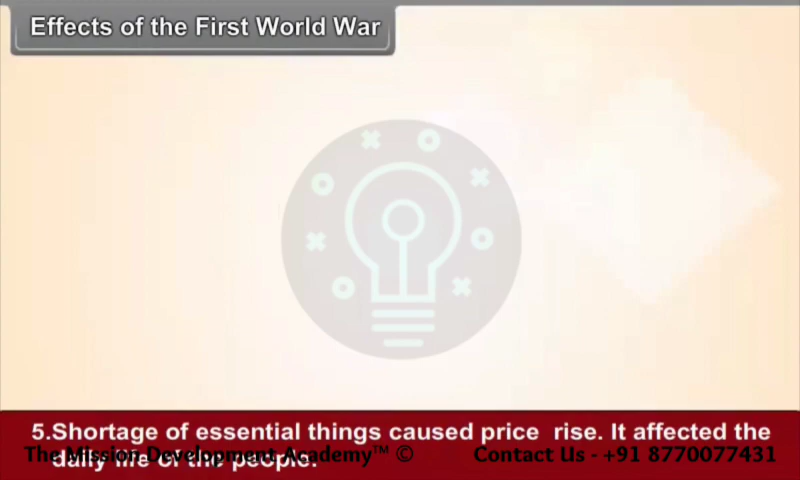 Effects of the First World War
5.Shortage of essential things caused price rise. It affected the
daily life of the people.
The Mission Development Academy™ © Contact Us - +91 8770077431